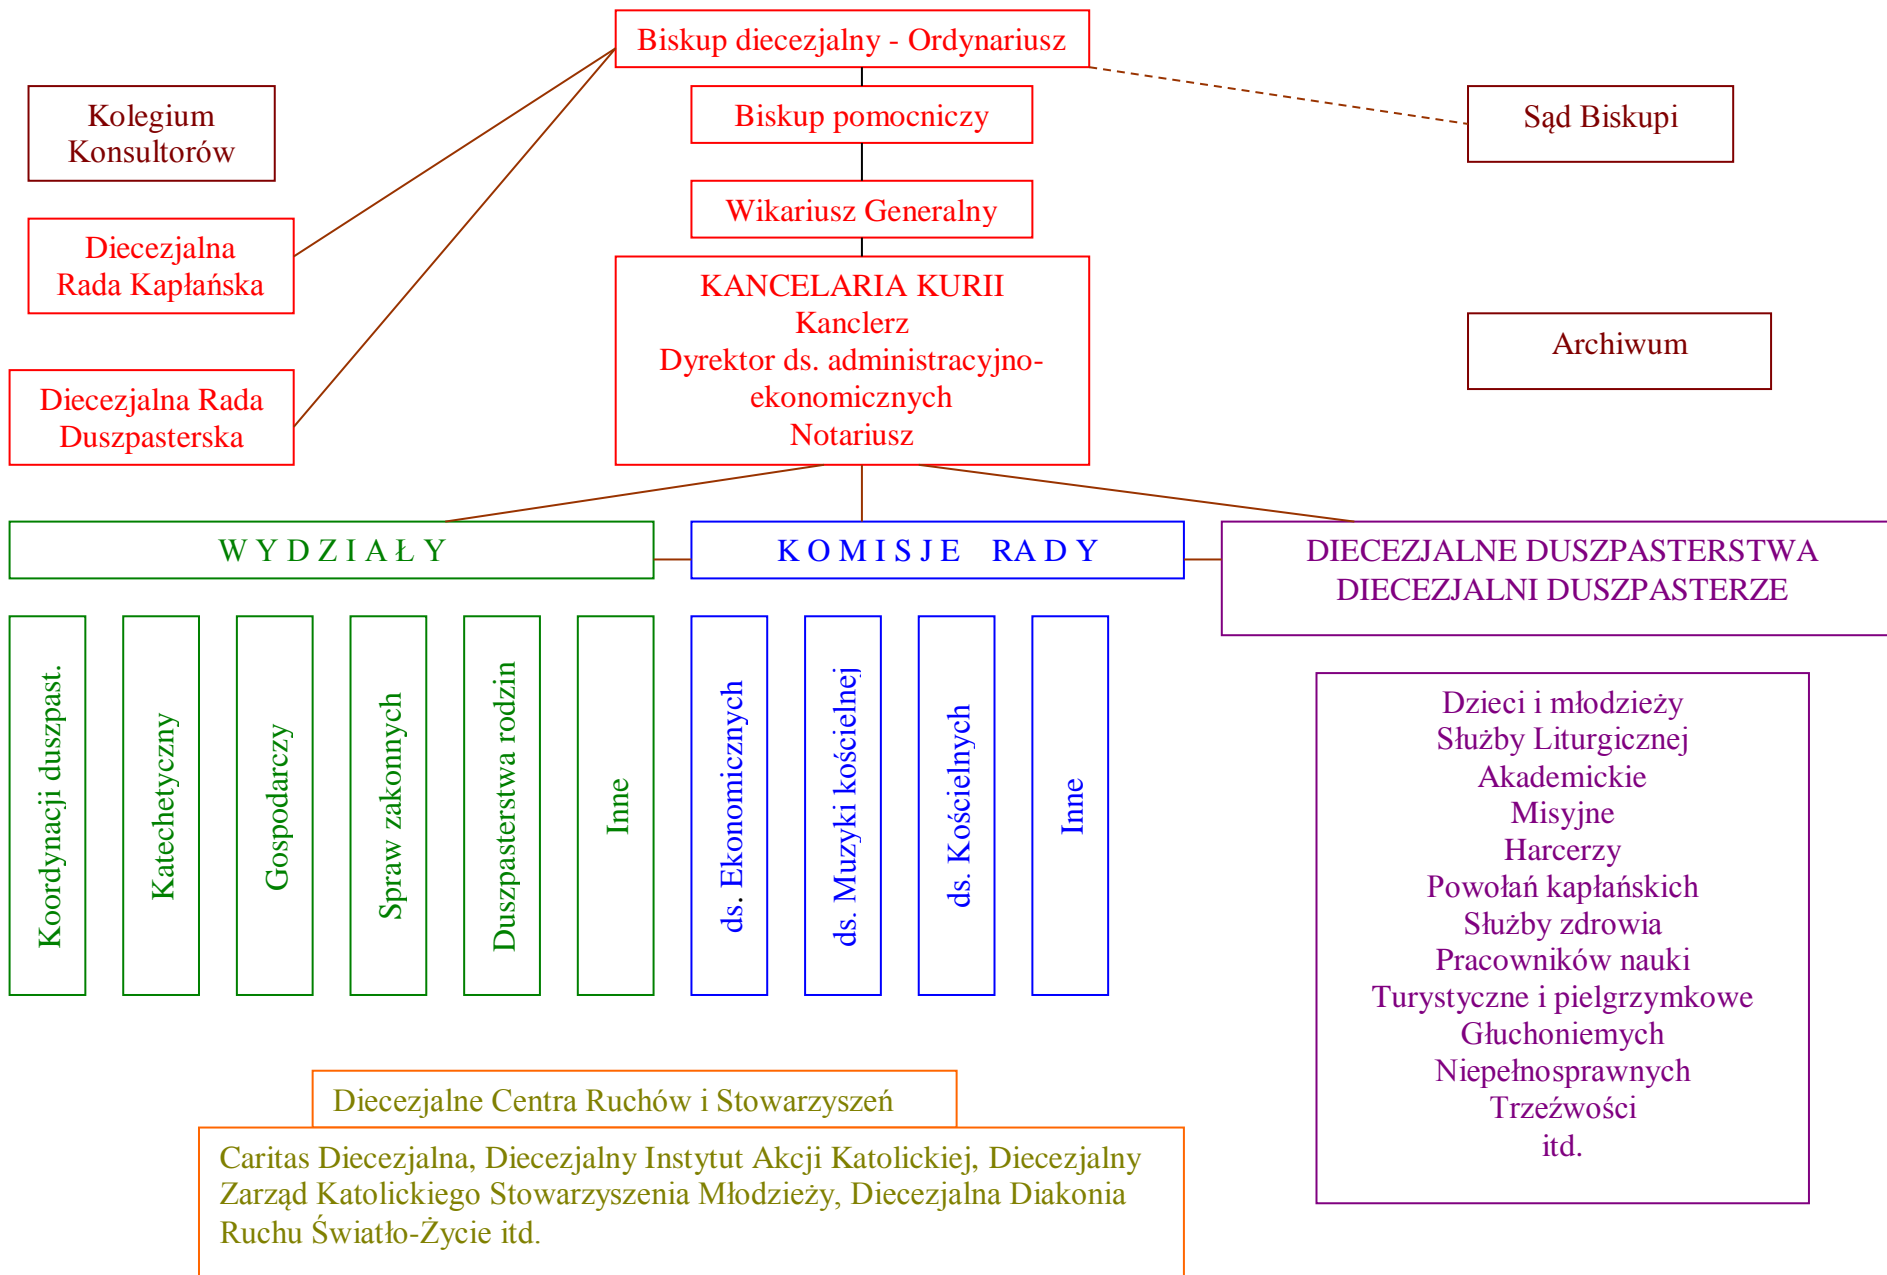 Biskup diecezjalny - Ordynariusz
Kolegium
Konsultorów
Biskup pomocniczy
Sąd Biskupi
Wikariusz Generalny
Diecezjalna
Rada Kapłańska
KANCELARIA KURII
Kanclerz
Dyrektor ds. administracyjno-
ekonomicznych
Notariusz
Archiwum
Diecezjalna Rada
Duszpasterska
W Y D Z I A Ł Y
K O M I S J E RA D Y
DIECEZJALNE DUSZPASTERSTWA
DIECEZJALNI DUSZPASTERZE
Koordynacji duszpast.
Katechetyczny
Gospodarczy
Spraw zakonnych
Duszpasterstwa rodzin
Inne
ds. Ekonomicznych
ds. Muzyki kościelnej
ds. Kościelnych
Inne
Dzieci i młodzieży
Służby Liturgicznej
Akademickie
Misyjne
Harcerzy
Powołań kapłańskich
Służby zdrowia
Pracowników nauki
Turystyczne i pielgrzymkowe
Głuchoniemych
Niepełnosprawnych
Trzeźwości
itd.
Diecezjalne Centra Ruchów i Stowarzyszeń
Caritas Diecezjalna, Diecezjalny Instytut Akcji Katolickiej, Diecezjalny
Zarząd Katolickiego Stowarzyszenia Młodzieży, Diecezjalna Diakonia
Ruchu Światło-Życie itd.